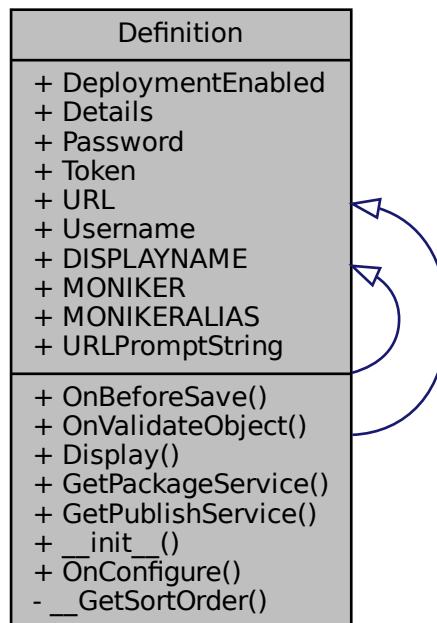 Definition
+ DeploymentEnabled
+ Details
+ Password
+ Token
+ URL
+ Username
+ DISPLAYNAME
+ MONIKER
+ MONIKERALIAS
+ URLPromptString
+ OnBeforeSave()
+ OnValidateObject()
+ Display()
+ GetPackageService()
+ GetPublishService()
+ __init__()
+ OnConfigure()
- __GetSortOrder()